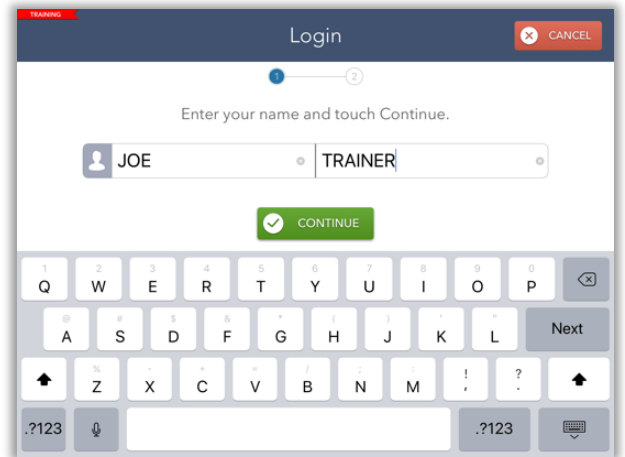 TRAINING
Login
CANCEL
1 2
Enter your name and touch Continue.
JOE TRAINER
CONTINUE
1 2 3 4 5 6 7 8 9 0
Q W E R T Y U I O P
@ # $ & * ( ) ' "
A S D F G H J K L Next
% - + = / ; : ! ?
Z X C V B N M , .
.?123 .?123